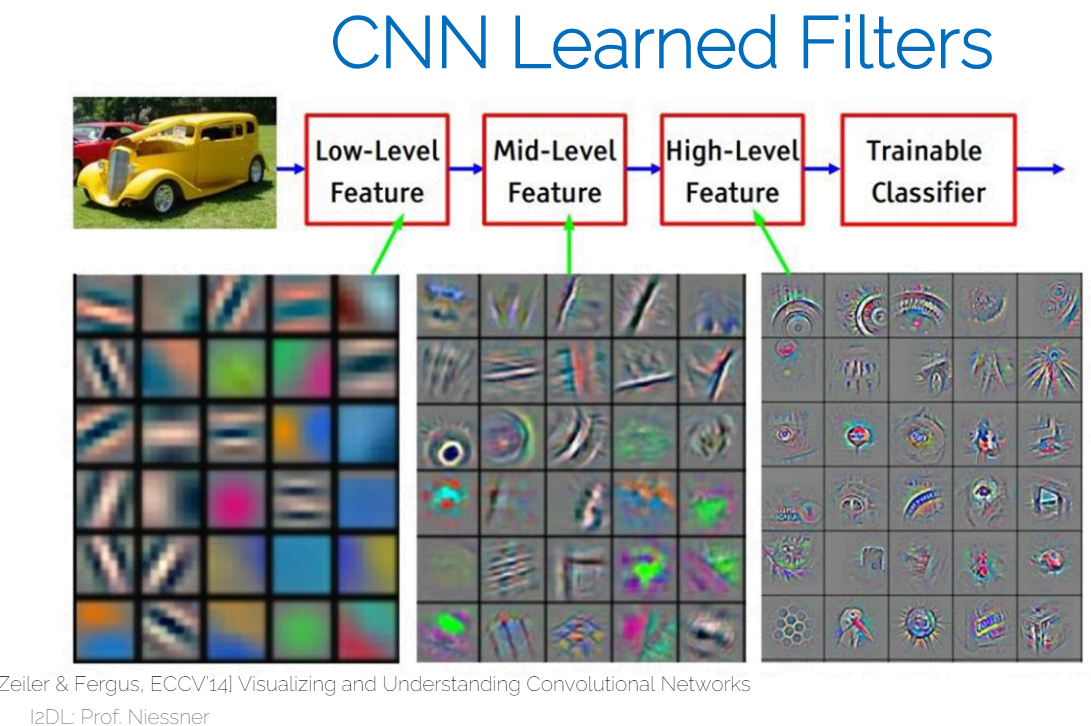 CNN Learned Filters
Low-Level
Feature
Mid-Level
Feature
High-Level
Feature
Trainable
Classifier
Zeiler & Fergus, ECCV'14] Visualizing and Understanding Convolutional Networks
I2DL: Prof. Niessner